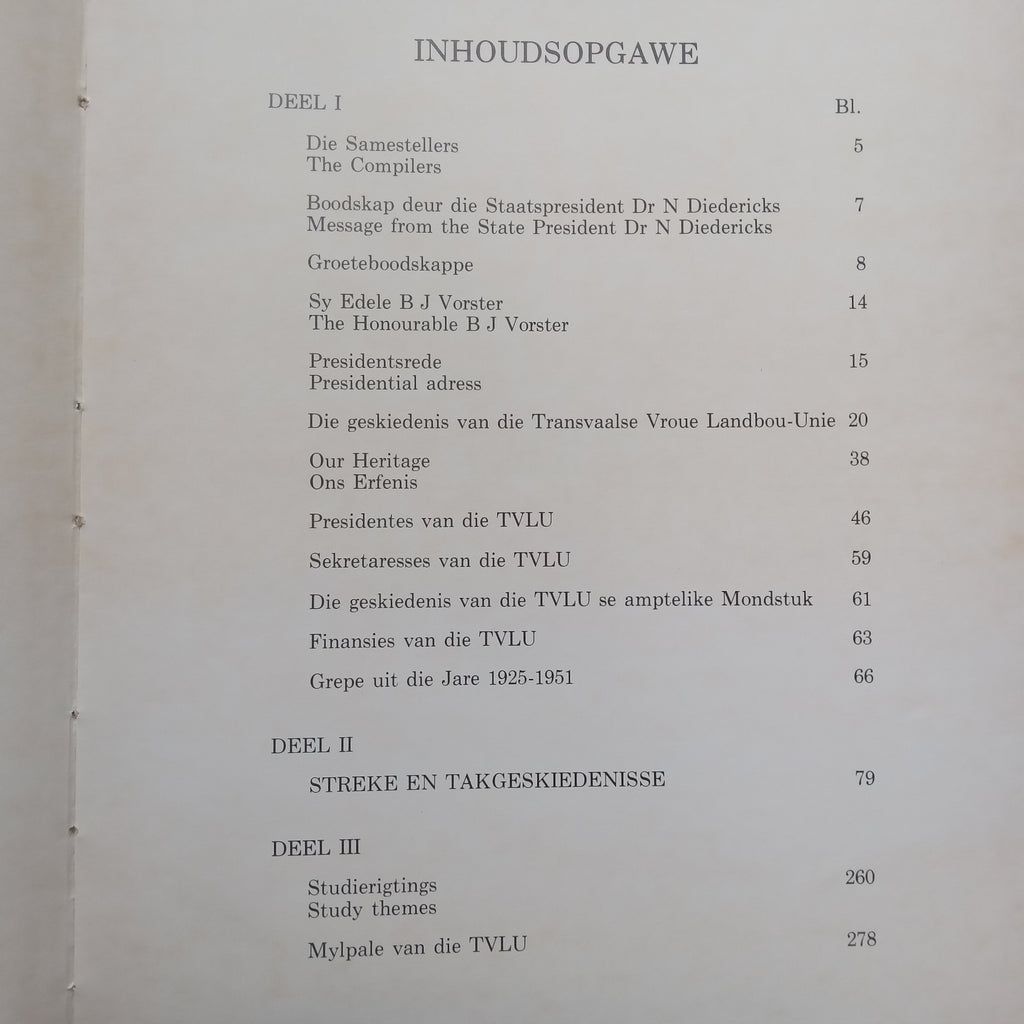 INHOUDSOPGAWE
DEEL I Bl.
Die Samestellers 5
The Compilers
Boodskap deur die Staatspresident Dr N Diedericks 7
Message from the State President Dr N Diedericks
Groeteboodskappe 8
Sy Edele B J Vorster 14
The Honourable B J Vorster
Presidentsrede 15
Presidential adress
Die geskiedenis van die Transvaalse Vroue Landbou-Unie 20
Our Heritage 38
Ons Erfenis
Presidentes van die TVLU 46
Sekretaresses van die TVLU 59
Die geskiedenis van die TVLU se amptelike Mondstuk 61
Finansies van die TVLU 63
Grepe uit die Jare 1925-1951 66
DEEL II
STREKE EN TAKGESKIEDENISSE 79
DEEL III
Studierigtings 260
Study themes
Mylpale van die TVLU 278